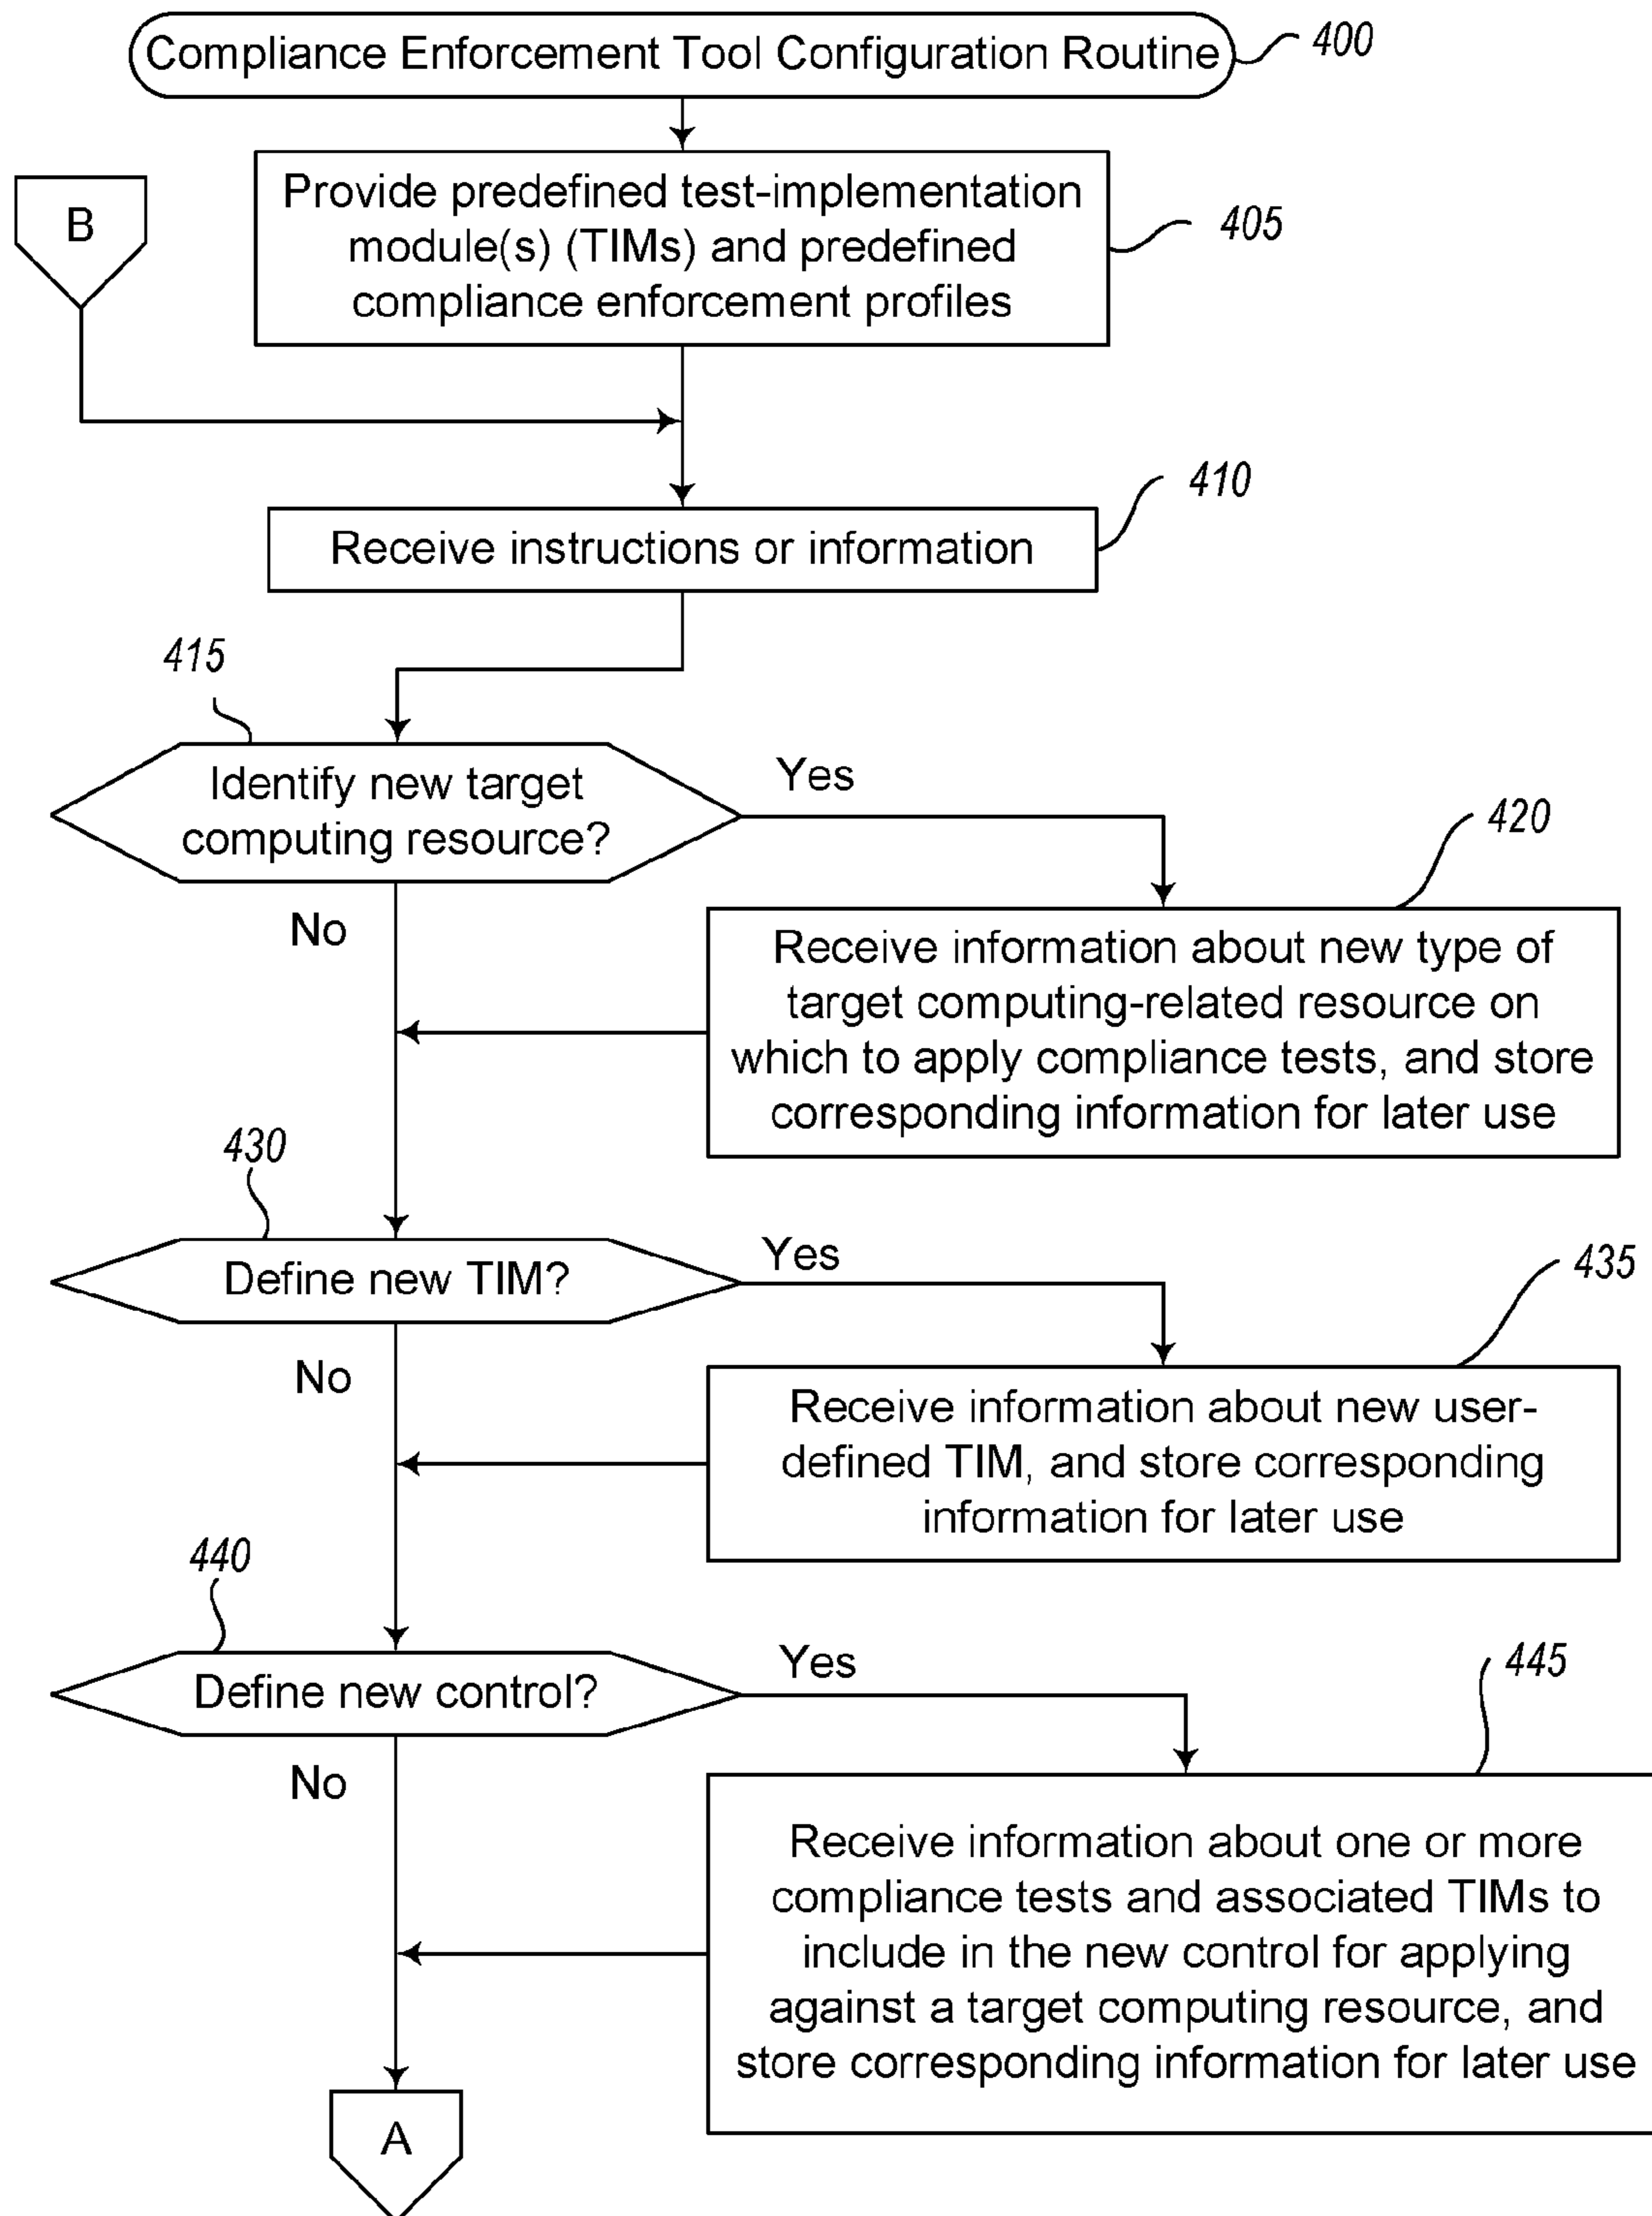 Compliance Enforcement Tool Configuration Routine
400
Provide predefined test-implementation
module(s) (TIMs) and predefined
compliance enforcement profiles
405
B
410
Receive instructions or information
415
Identify new target
computing resource?
Yes
No
420
Receive information about new type of
target computing-related resource on
which to apply compliance tests, and store
corresponding information for later use
430
Define new TIM?
Yes
No
435
Receive information about new user-
defined TIM, and store corresponding
information for later use
440
Define new control?
Yes
No
445
Receive information about one or more
compliance tests and associated TIMs to
include in the new control for applying
against a target computing resource, and
store corresponding information for later use
A